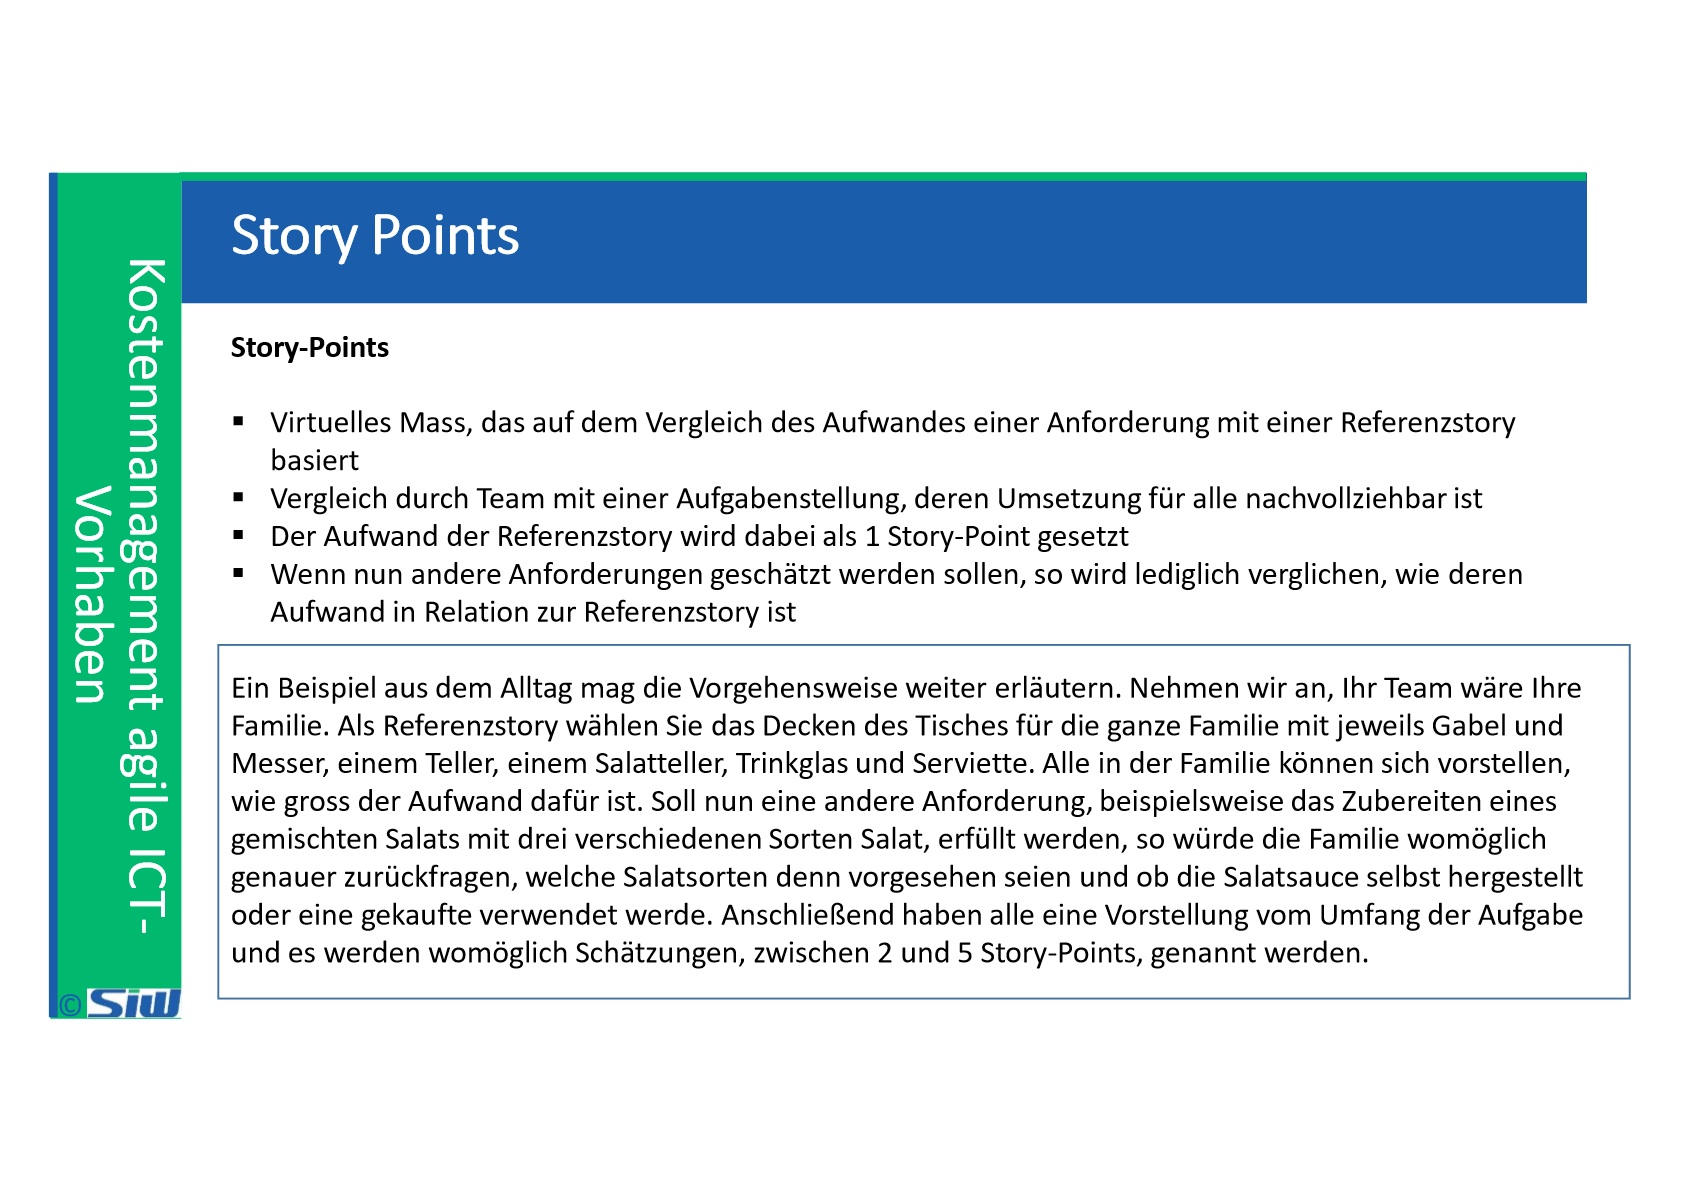 Story Points
Kostenmanagement agile ICT-
Vorhaben
Story-Points
▪ Virtuelles Mass, das auf dem Vergleich des Aufwandes einer Anforderung mit einer Referenzstory
basiert
▪ Vergleich durch Team mit einer Aufgabenstellung, deren Umsetzung für alle nachvollziehbar ist
▪ Der Aufwand der Referenzstory wird dabei als 1 Story-Point gesetzt
▪ Wenn nun andere Anforderungen geschätzt werden sollen, so wird lediglich verglichen, wie deren
Aufwand in Relation zur Referenzstory ist
Ein Beispiel aus dem Alltag mag die Vorgehensweise weiter erläutern. Nehmen wir an, Ihr Team wäre Ihre
Familie. Als Referenzstory wählen Sie das Decken des Tisches für die ganze Familie mit jeweils Gabel und
Messer, einem Teller, einem Salatteller, Trinkglas und Serviette. Alle in der Familie können sich vorstellen,
wie gross der Aufwand dafür ist. Soll nun eine andere Anforderung, beispielsweise das Zubereiten eines
gemischten Salats mit drei verschiedenen Sorten Salat, erfüllt werden, so würde die Familie womöglich
genauer zurückfragen, welche Salatsorten denn vorgesehen seien und ob die Salatsauce selbst hergestellt
oder eine gekaufte verwendet werde. Anschließend haben alle eine Vorstellung vom Umfang der Aufgabe
und es werden womöglich Schätzungen, zwischen 2 und 5 Story-Points, genannt werden.
© SiW